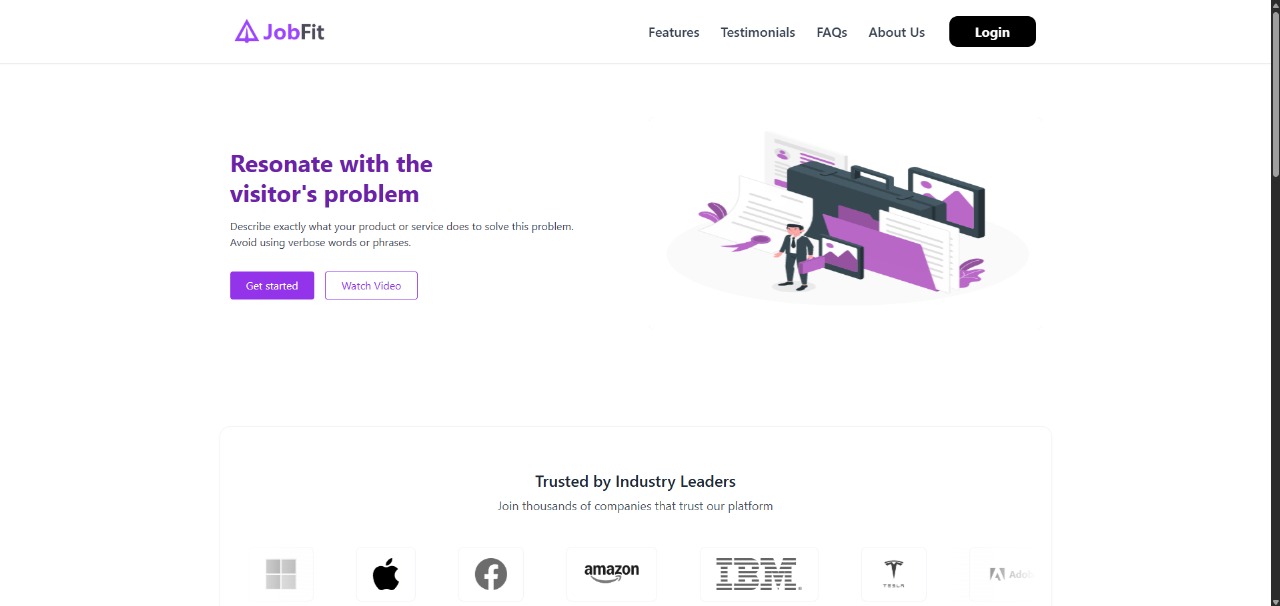 JobFit
Features
Testimonials
FAQs
About Us
Login
Resonate with the
visitor's problem
Describe exactly what your product or service does to solve this problem.
Avoid using verbose words or phrases.
Get started
Watch Video
Trusted by Industry Leaders
Join thousands of companies that trust our platform
amazon
IBM
TESLA
Adob